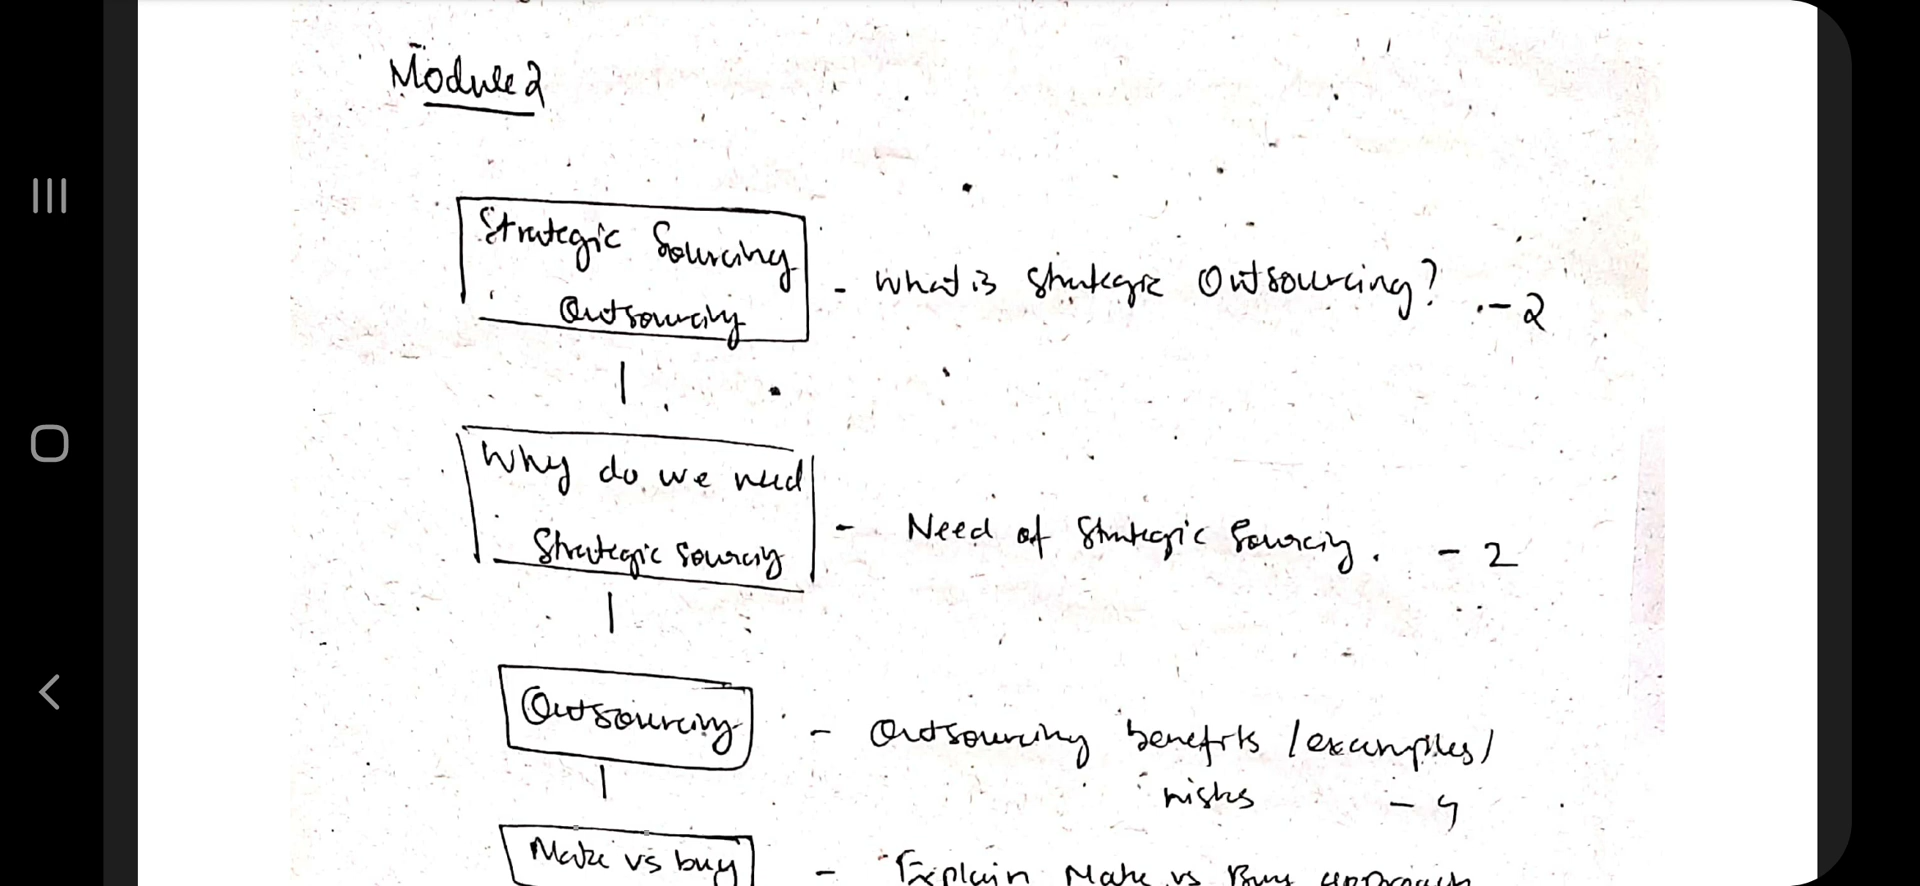 Module 2
Strategic Sourcing
Outsourcing
- What is Strategic Outsourcing? - 2
Why do we need
Strategic Sourcing
- Need of Strategic Sourcing. - 2
Outsourcing
- Outsourcing benefits / examples /
risks - 4
Make vs buy
- Explain Make vs Buy approach